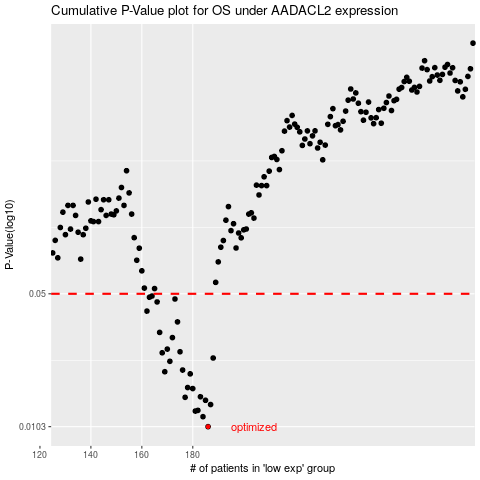 Cumulative P-Value plot for OS under AADACL2 expression
P-Value(log10)
0.05
0.0103
optimized
120
140
160
180
# of patients in 'low exp' group